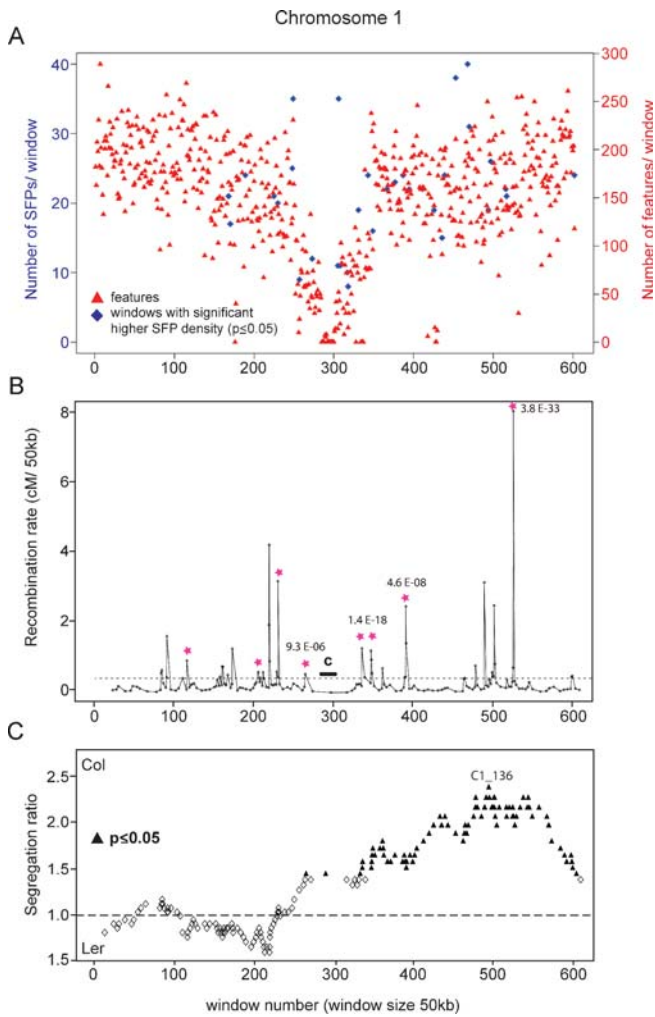 Chromosome 1
A
Number of SFPs/ window
Number of features/ window
40
30
20
10
0
300
250
200
150
100
50
0
features
windows with significant
higher SFP density (p≤0.05)
0 100 200 300 400 500 600
B
Recombination rate (cM/ 50kb)
8
6
4
2
0
3.8 E-33
4.6 E-08
1.4 E-18
9.3 E-06
C
0 100 200 300 400 500 600
C
Segregation ratio
Col
C1_136
2.5
2.0
p≤0.05
1.5
1.0
Ler
1.5
0 100 200 300 400 500 600
window number (window size 50kb)